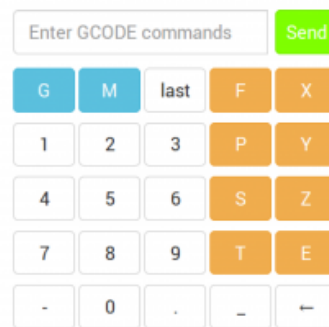 Enter GCODE commands Send
G M last F X
1 2 3 P Y
4 5 6 S Z
7 8 9 T E
- 0 . _ ←